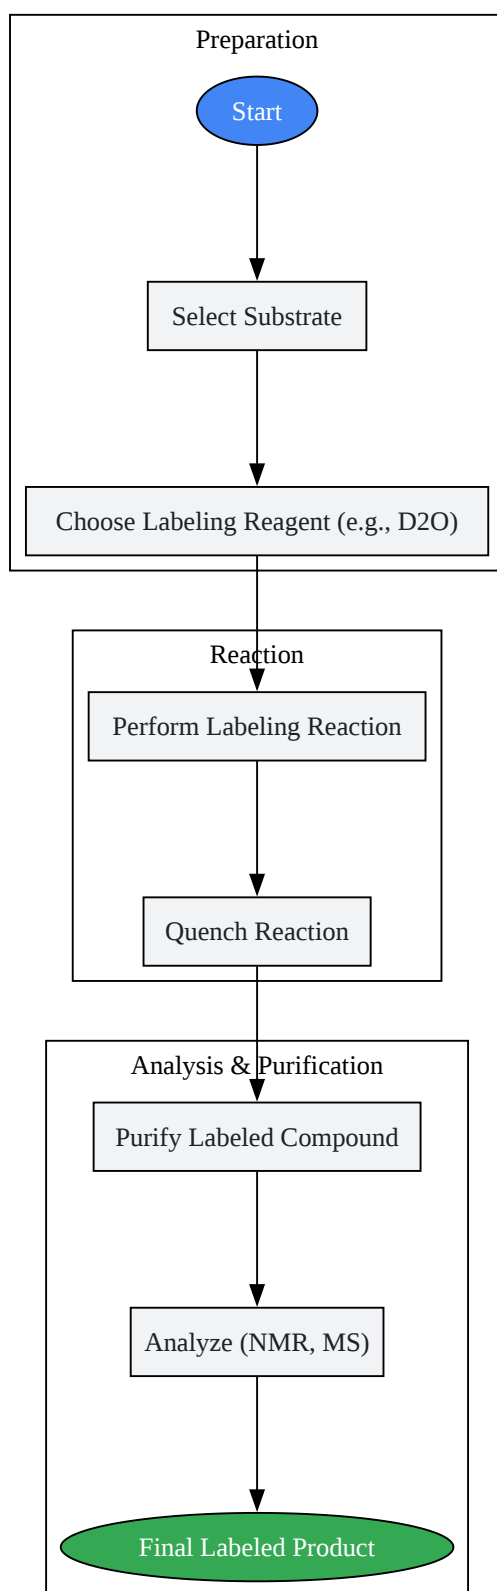 Preparation
Start
Select Substrate
Choose Labeling Reagent (e.g., D2O)
Reaction
Perform Labeling Reaction
Quench Reaction
Analysis & Purification
Purify Labeled Compound
Analyze (NMR, MS)
Final Labeled Product